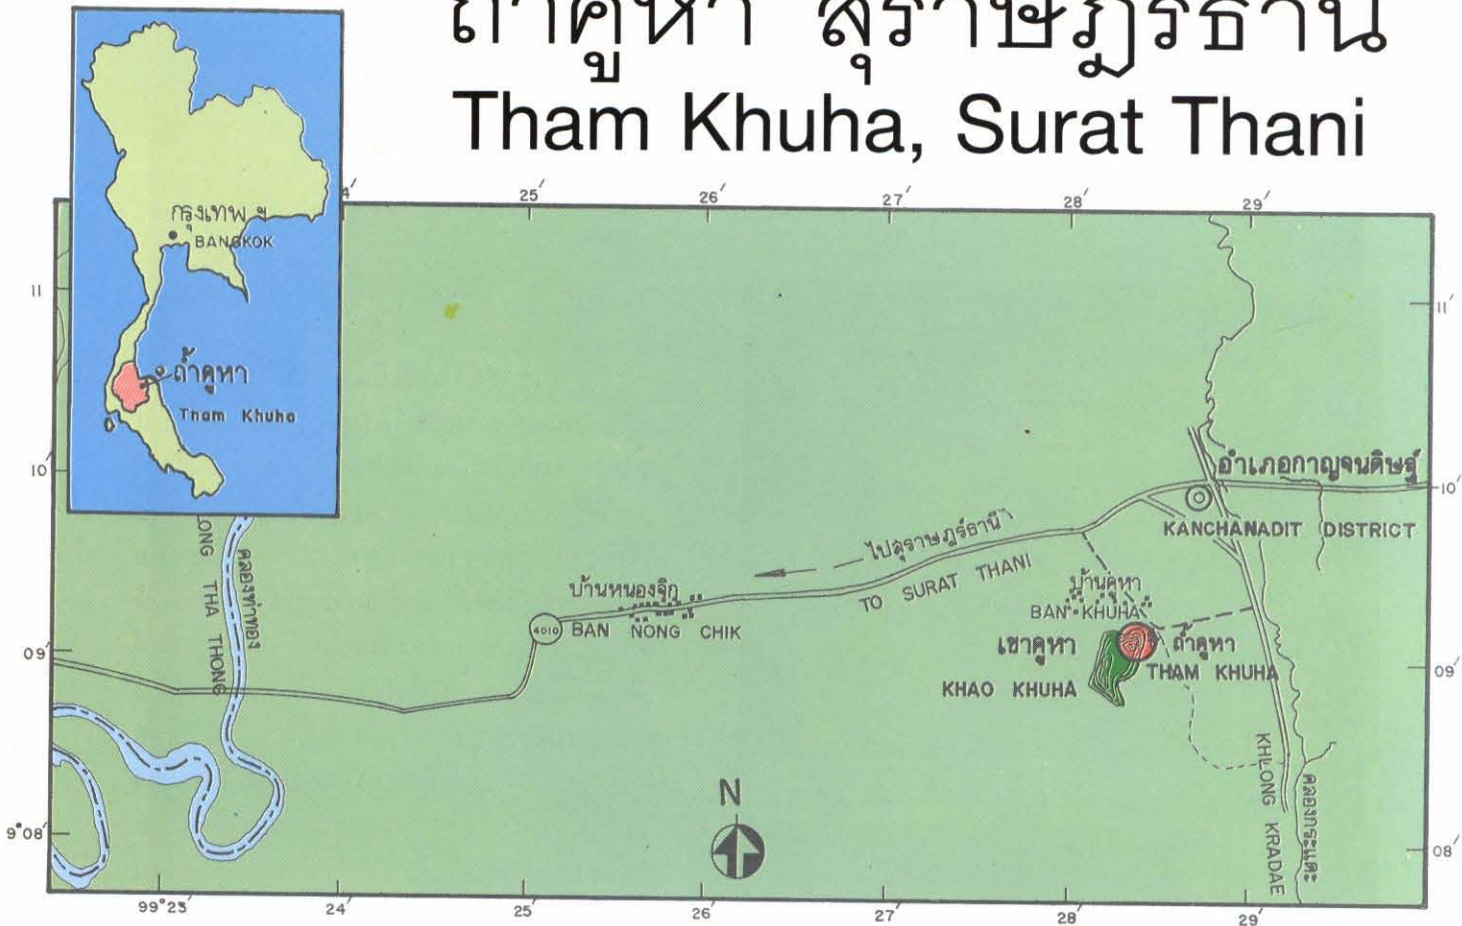 ถ้ำคูหา สุราษฎร์ธานี
Tham Khuha, Surat Thani
กรุงเทพ ฯ
BANGKOK
ถ้ำคูหา
Tham Khuha
25' 26' 27' 28' 29'
11
11'
10'
10'
09'
09'
9°08'
08'
99°23' 24' 25' 26' 27' 28' 29'
อำเภอกาญจนดิษฐ์
KANCHANADIT DISTRICT
ไปสุราษฎร์ธานี
TO SURAT THANI
บ้านหนองจิก
4010
BAN NONG CHIK
บ้านคูหา
BAN KHUHA
เขาคูหา
KHAO KHUHA
ถ้ำคูหา
THAM KHUHA
คลองท่าทอง
THA THONG
KHLONG KRADAE
คลองกระแดะ
N